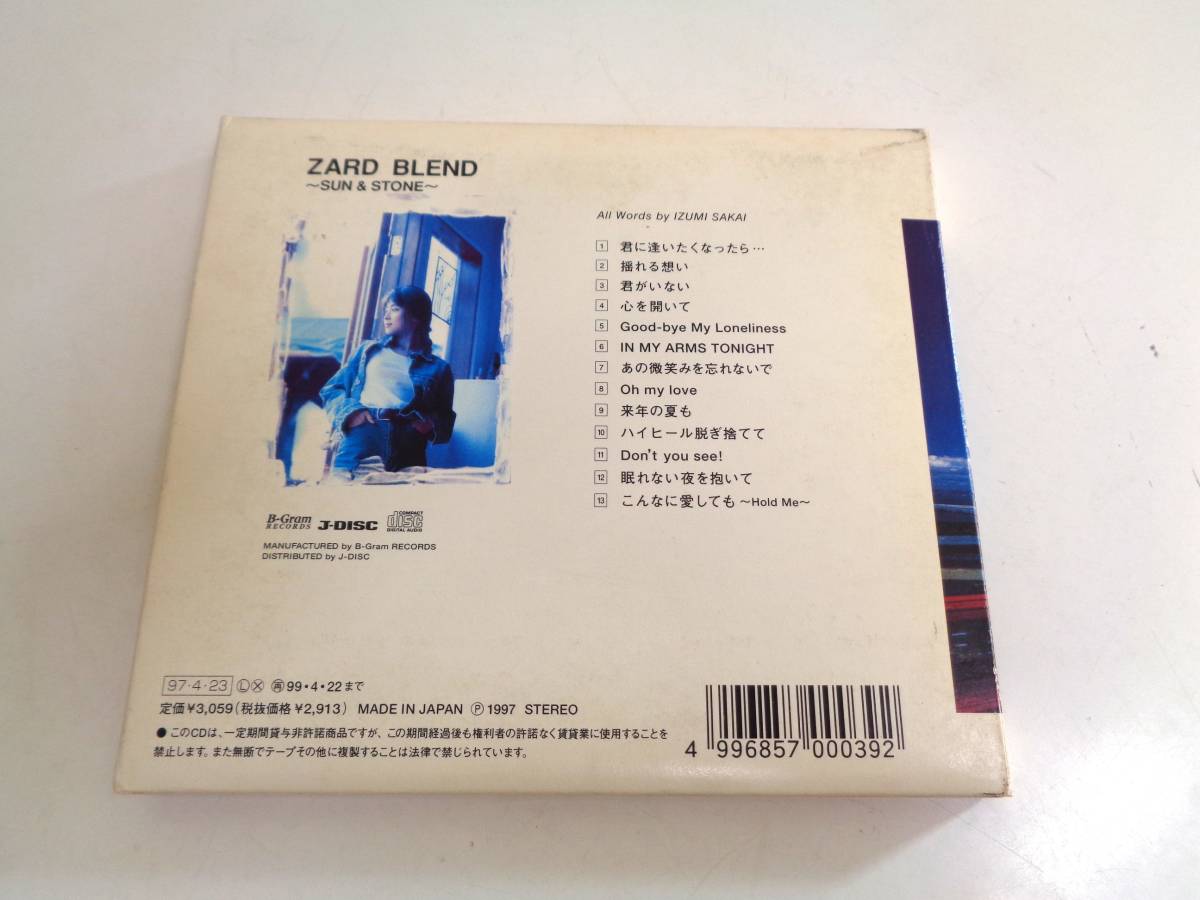 ZARD BLEND
～SUN & STONE～
All Words by IZUMI SAKAI
1 君に逢いたくなったら…
2 揺れる想い
3 君がいない
4 心を開いて
5 Good-bye My Loneliness
6 IN MY ARMS TONIGHT
7 あの微笑みを忘れないで
8 Oh my love
9 来年の夏も
10 ハイヒール脱ぎ捨てて
11 Don't you see!
12 眠れない夜を抱いて
13 こんなに愛しても ～Hold Me～
B-Gram RECORDS J-DISC COMPACT disc DIGITAL AUDIO
MANUFACTURED by B-Gram RECORDS
DISTRIBUTED by J-DISC
97・4・23 Ⓛ Ⓧ ㊢ 99・4・22まで
定価¥3,059(税抜価格¥2,913) MADE IN JAPAN Ⓟ 1997 STEREO
●このCDは、一定期間貸与非許諾商品ですが、この期間経過後も権利者の許諾なく賃貸業に使用することを
禁止します。また無断でテープその他に複製することは法律で禁じられています。
4 996857 000392